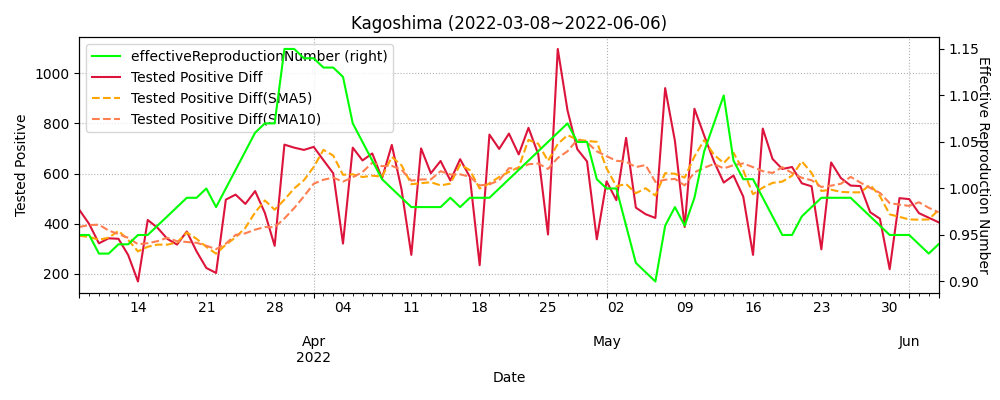 Kagoshima (2022-03-08~2022-06-06)
effectiveReproductionNumber (right)
Tested Positive Diff
Tested Positive Diff(SMA5)
Tested Positive Diff(SMA10)
Tested Positive
1000
800
600
400
200
1.15
1.10
1.05
1.00
0.95
0.90
Effective Reproduction Number
14 21 28 04 11 18 25 02 09 16 23 30
Apr May Jun
2022
Date